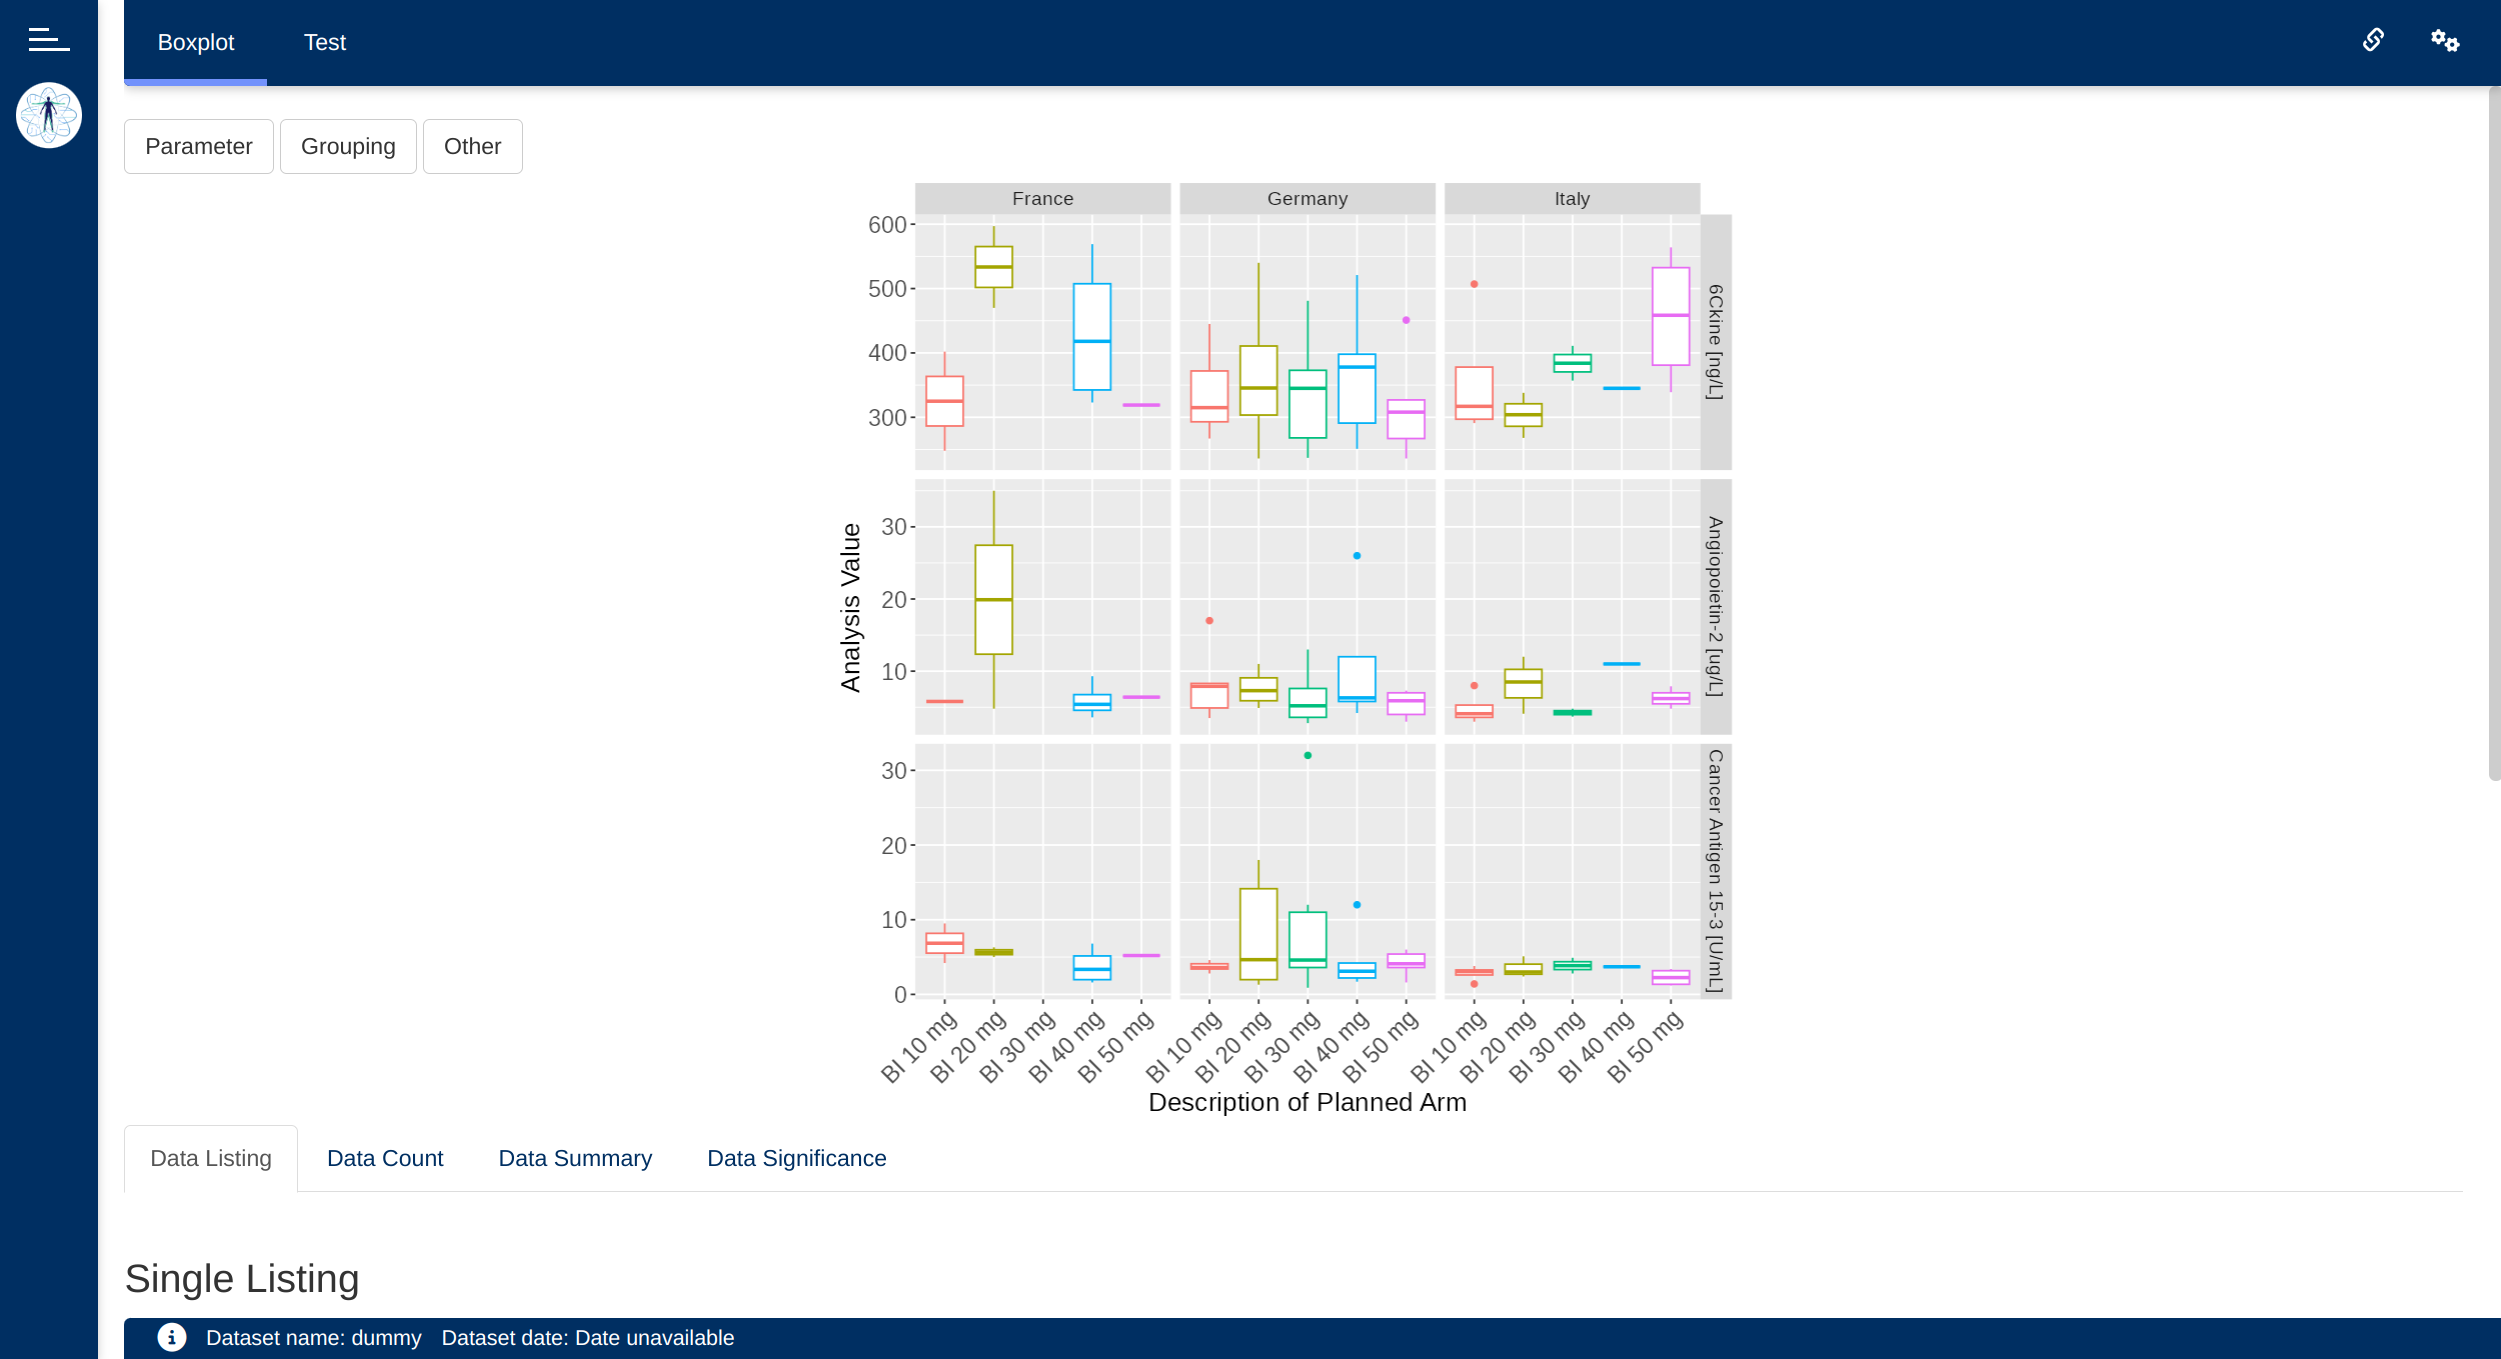 Boxplot Test
Parameter Grouping Other
France Germany Italy
600
500
400
300
6Ckine [ng/L]
30
20
10
Angiopoietin-2 [ug/L]
30
20
10
0
Cancer Antigen 15-3 [U/mL]
Analysis Value
BI 10 mg BI 20 mg BI 30 mg BI 40 mg BI 50 mg BI 10 mg BI 20 mg BI 30 mg BI 40 mg BI 50 mg BI 10 mg BI 20 mg BI 30 mg BI 40 mg BI 50 mg
Description of Planned Arm
Data Listing Data Count Data Summary Data Significance
Single Listing
Dataset name: dummy Dataset date: Date unavailable